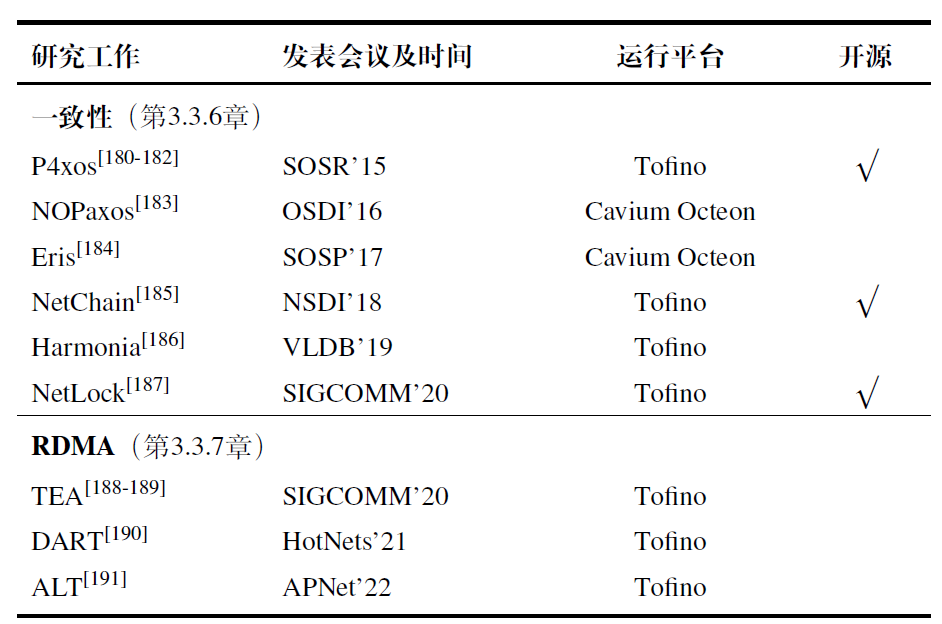 研究工作 发表会议及时间 运行平台 开源
一致性（第3.3.6章）
P4xos[180-182] SOSR’15 Tofino √
NOPaxos[183] OSDI’16 Cavium Octeon
Eris[184] SOSP’17 Cavium Octeon
NetChain[185] NSDI’18 Tofino √
Harmonia[186] VLDB’19 Tofino
NetLock[187] SIGCOMM’20 Tofino √
RDMA（第3.3.7章）
TEA[188-189] SIGCOMM’20 Tofino
DART[190] HotNets’21 Tofino
ALT[191] APNet’22 Tofino